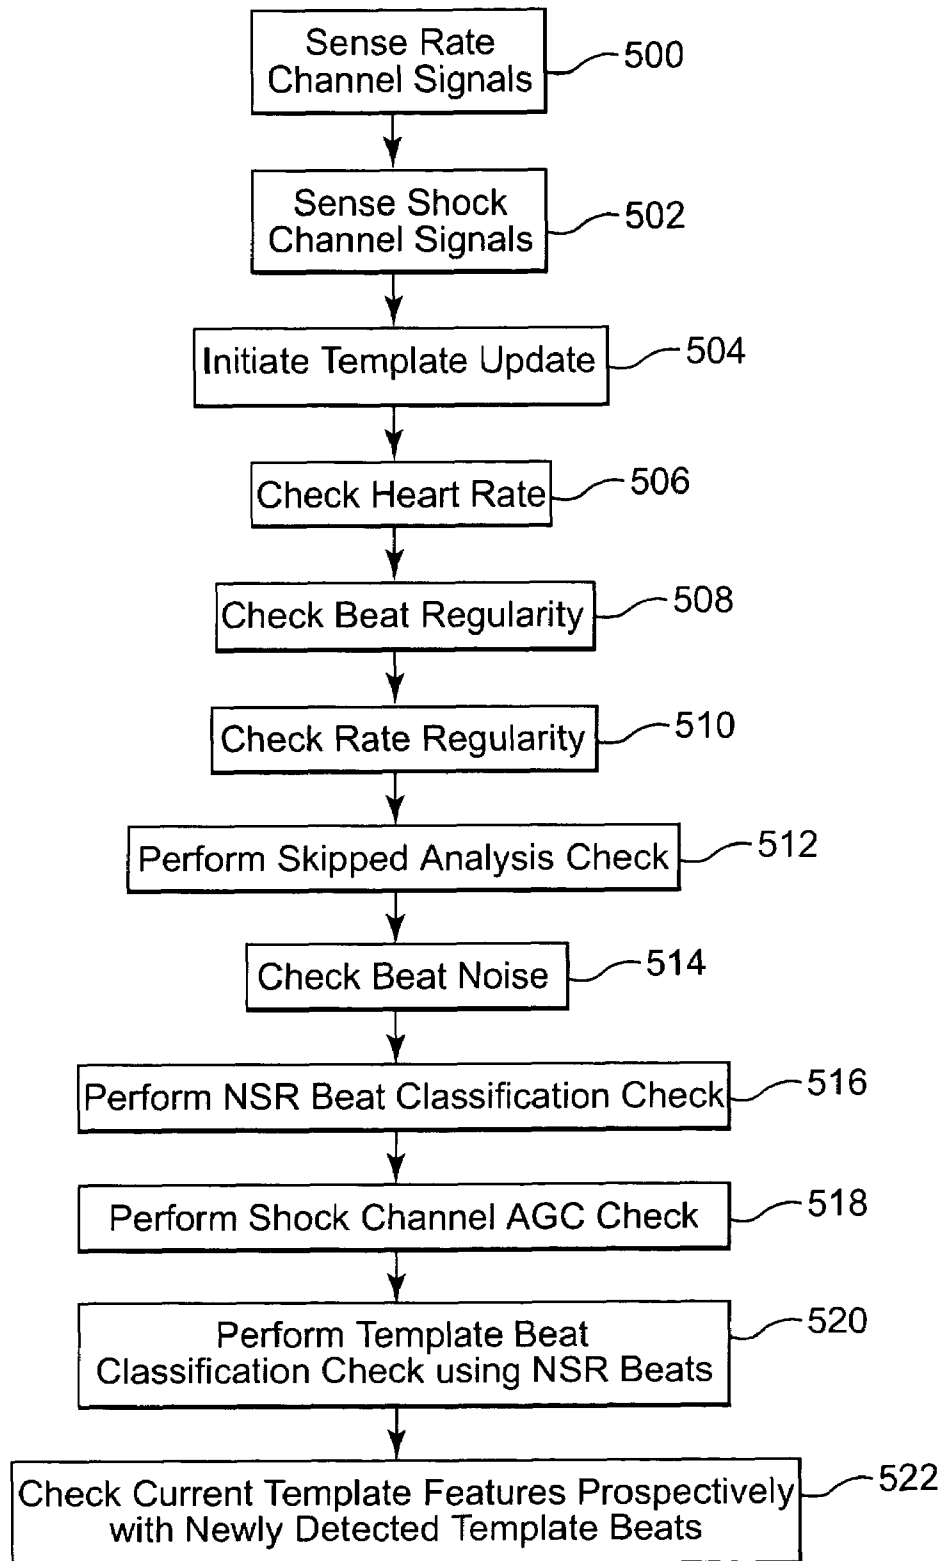 Sense Rate
Channel Signals
500
Sense Shock
Channel Signals
502
Initiate Template Update
504
Check Heart Rate
506
Check Beat Regularity
508
Check Rate Regularity
510
Perform Skipped Analysis Check
512
Check Beat Noise
514
Perform NSR Beat Classification Check
516
Perform Shock Channel AGC Check
518
Perform Template Beat
Classification Check using NSR Beats
520
Check Current Template Features Prospectively
with Newly Detected Template Beats
522